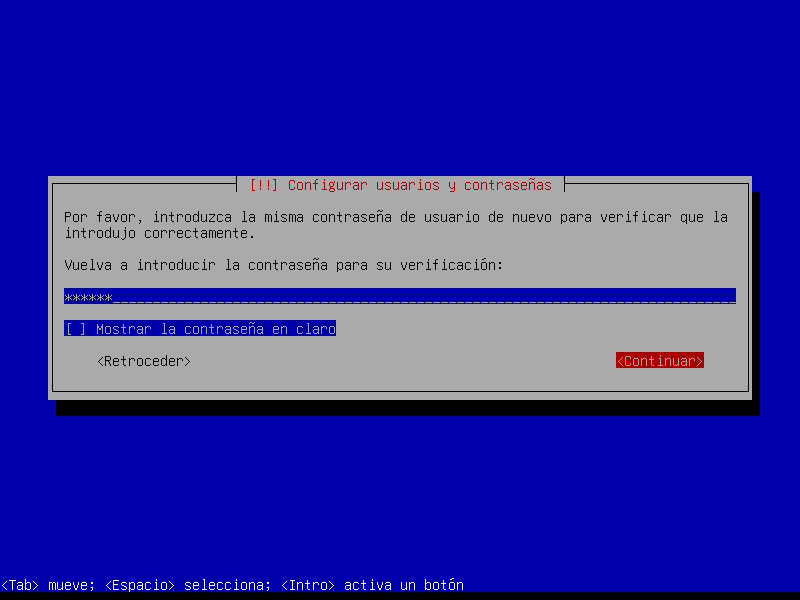 [!!] Configurar usuarios y contraseñas
Por favor, introduzca la misma contraseña de usuario de nuevo para verificar que la
introdujo correctamente.
Vuelva a introducir la contraseña para su verificación:
******
[ ] Mostrar la contraseña en claro
<Retroceder> <Continuar>
<Tab> mueve; <Espacio> selecciona; <Intro> activa un botón